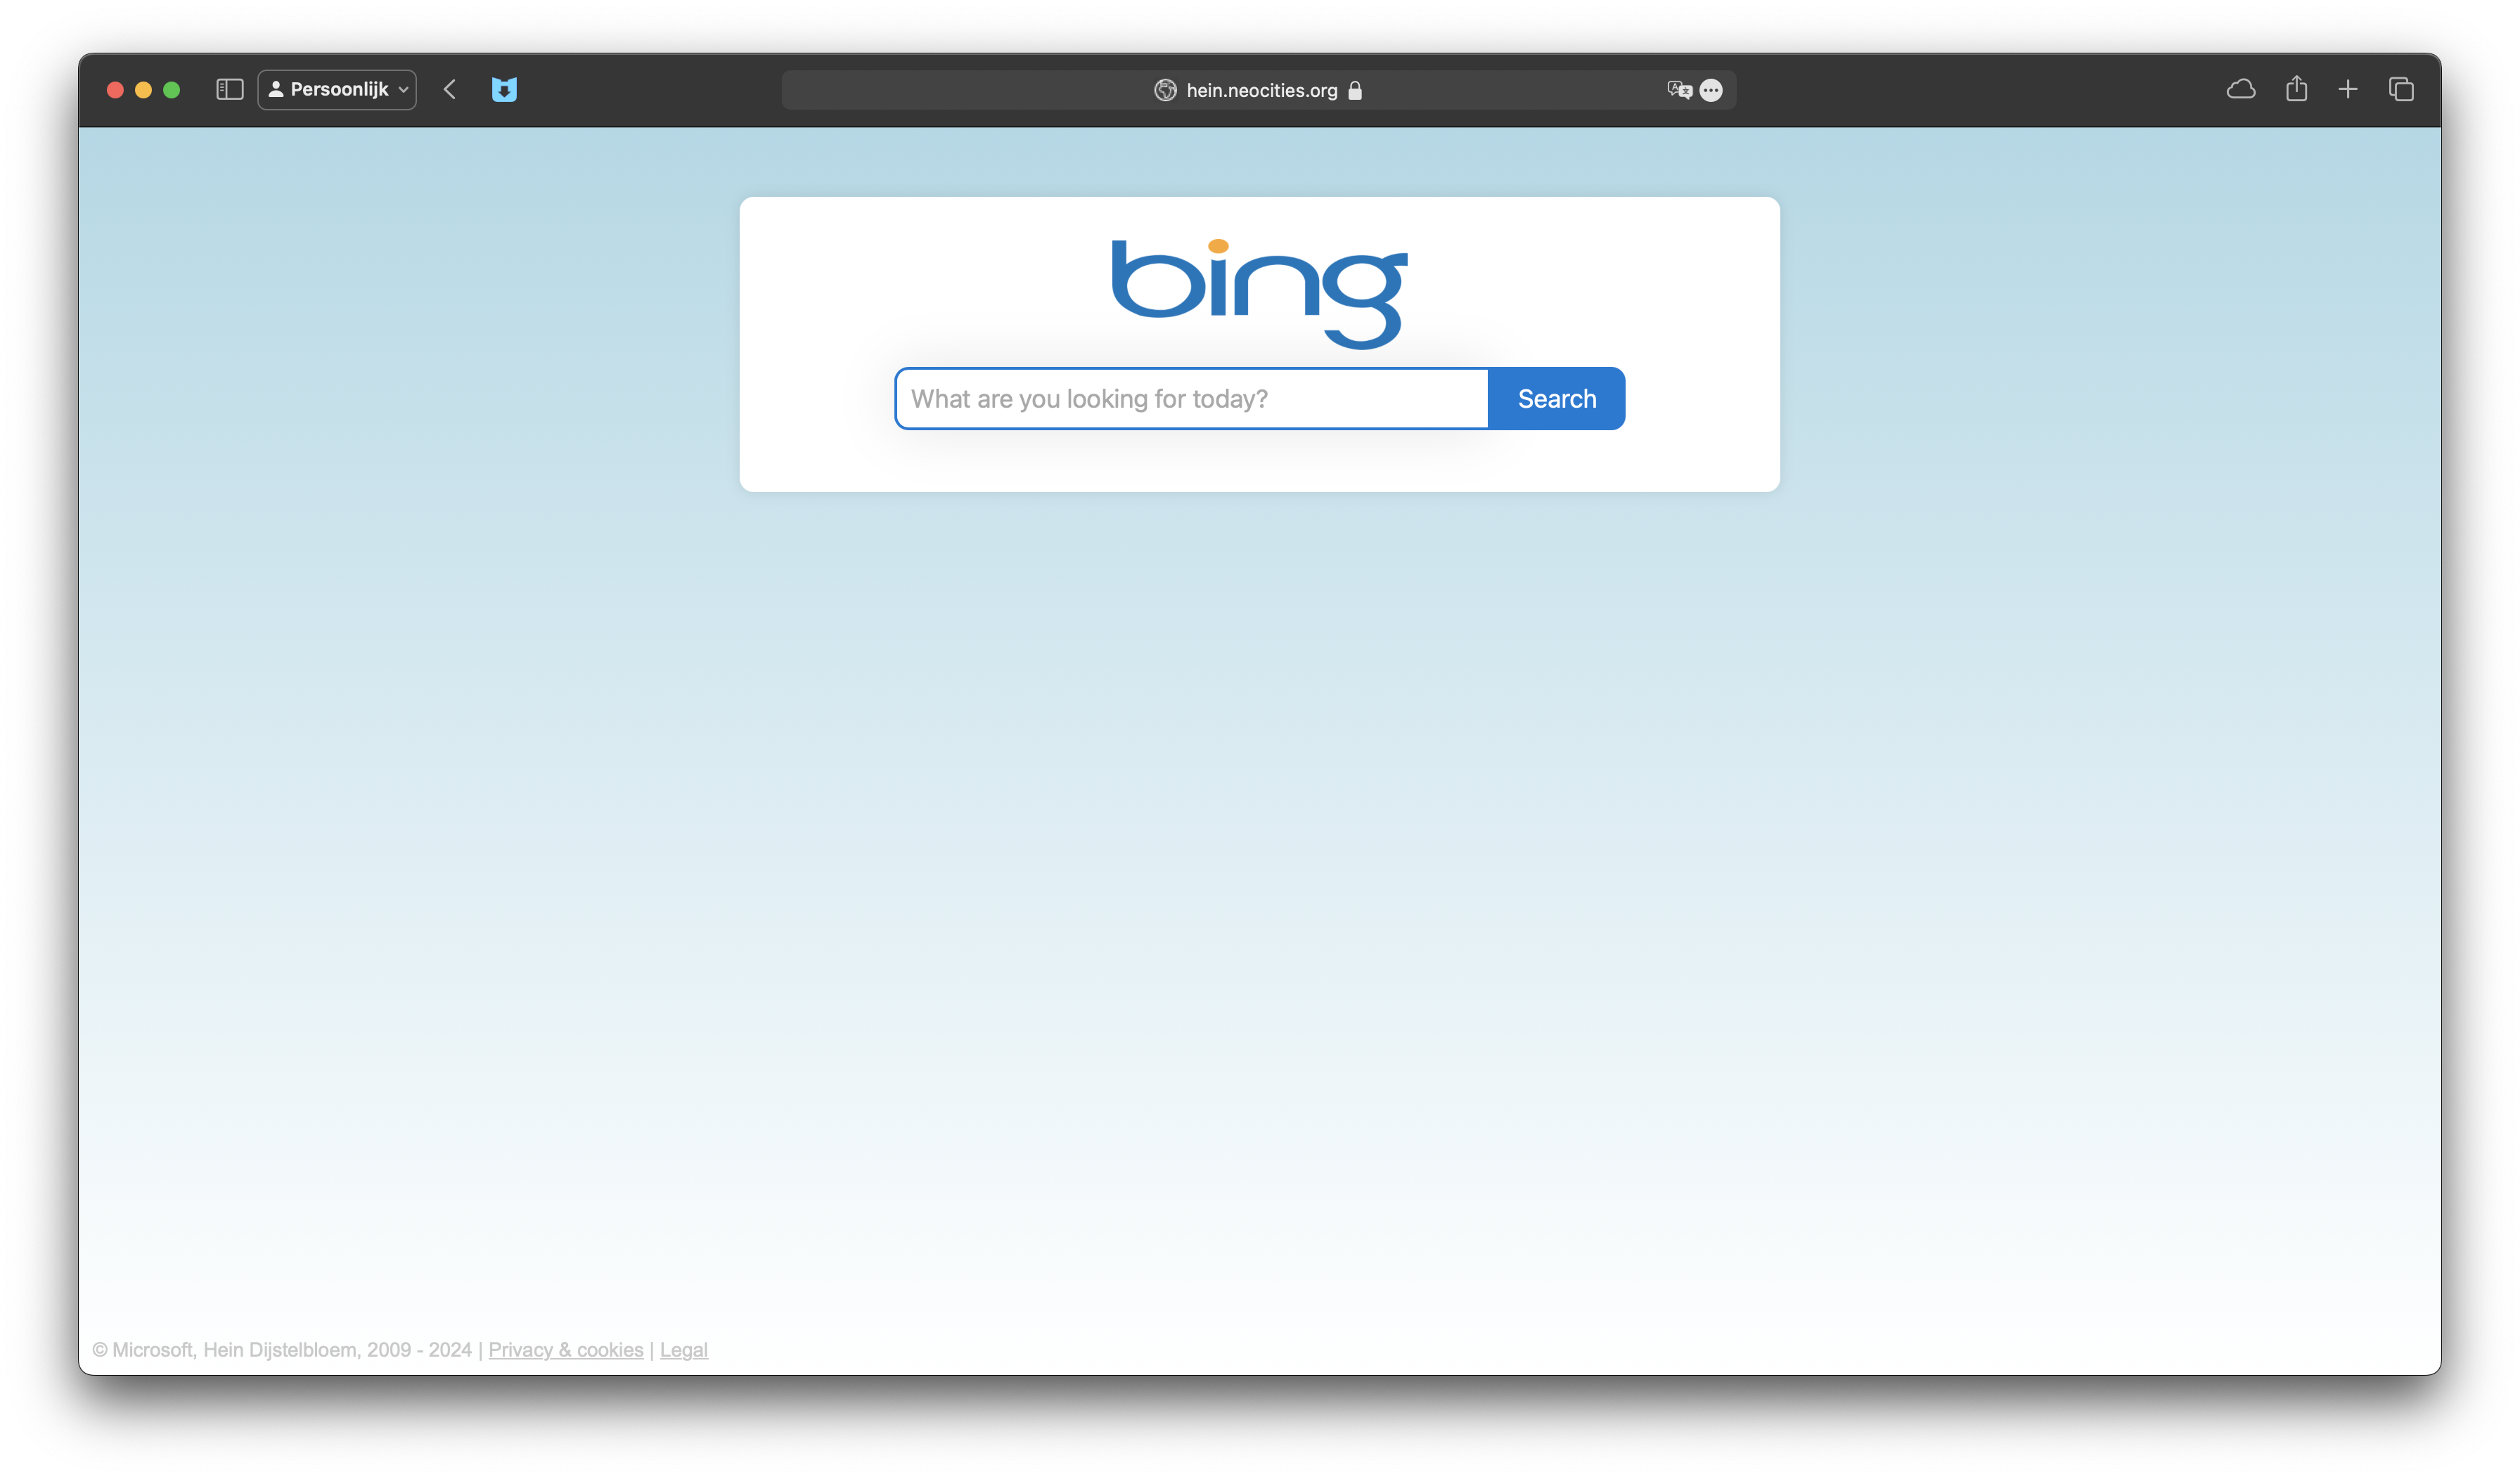 Persoonlijk
hein.neocities.org
bing
What are you looking for today?
Search
© Microsoft, Hein Dijstelbloem, 2009 - 2024 | Privacy & cookies | Legal